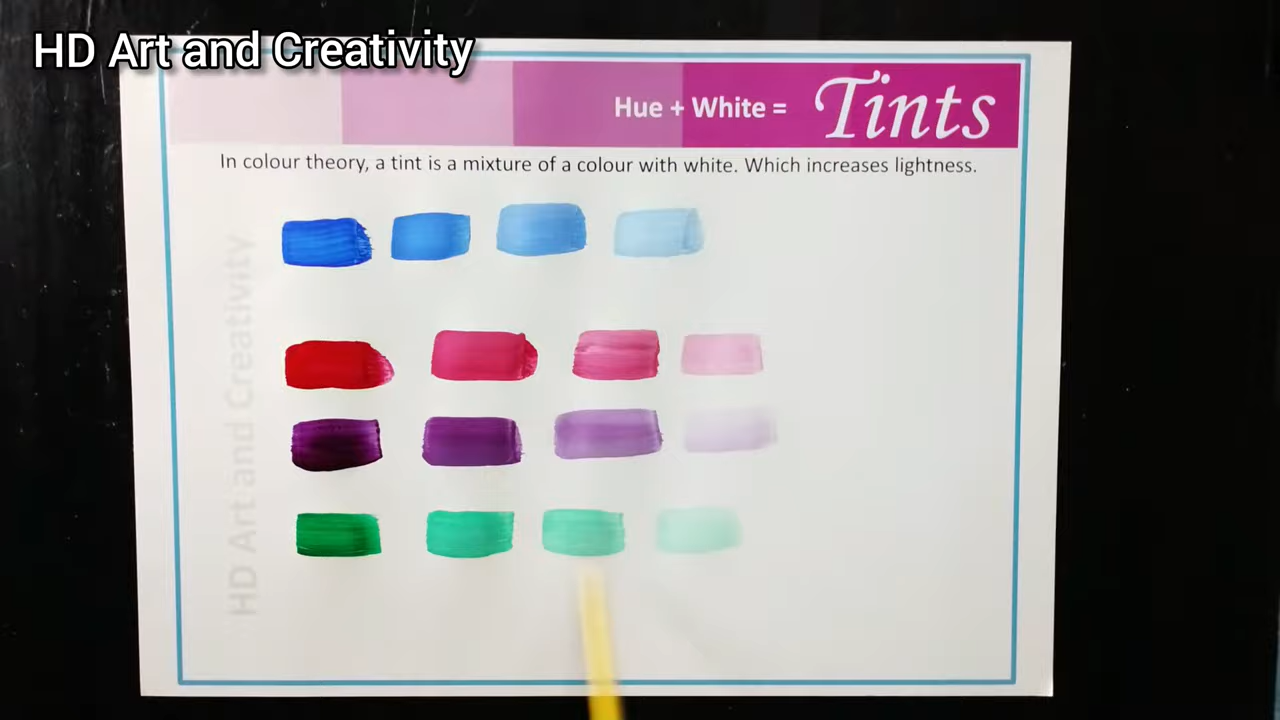 HD Art and Creativity
Hue + White = Tints
In colour theory, a tint is a mixture of a colour with white. Which increases lightness.
HD Art and Creativity